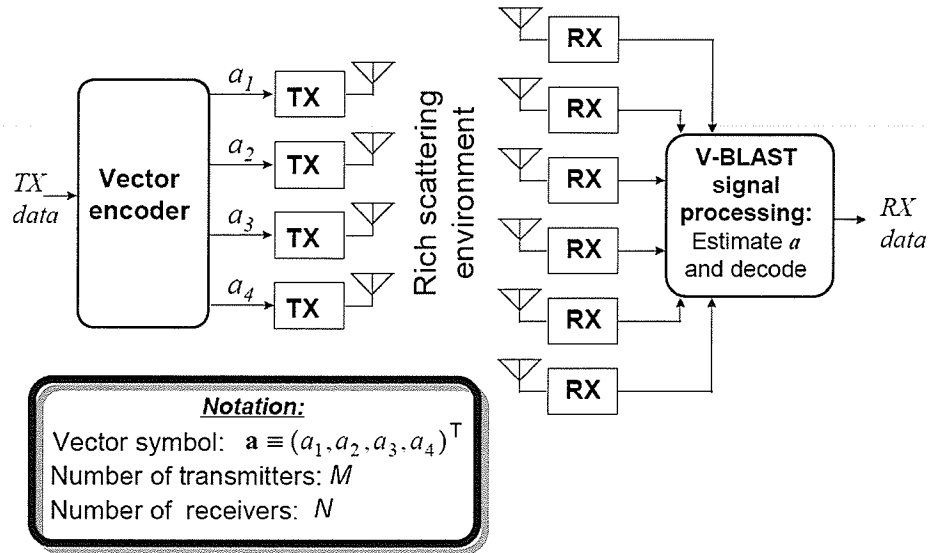 TX
data
Vector
encoder
a1
a2
a3
a4
TX
TX
TX
TX
Rich scattering
environment
RX
RX
RX
RX
RX
RX
V-BLAST
signal
processing:
Estimate a
and decode
RX
data
Notation:
Vector symbol: a ≡ (a1, a2, a3, a4)T
Number of transmitters: M
Number of receivers: N